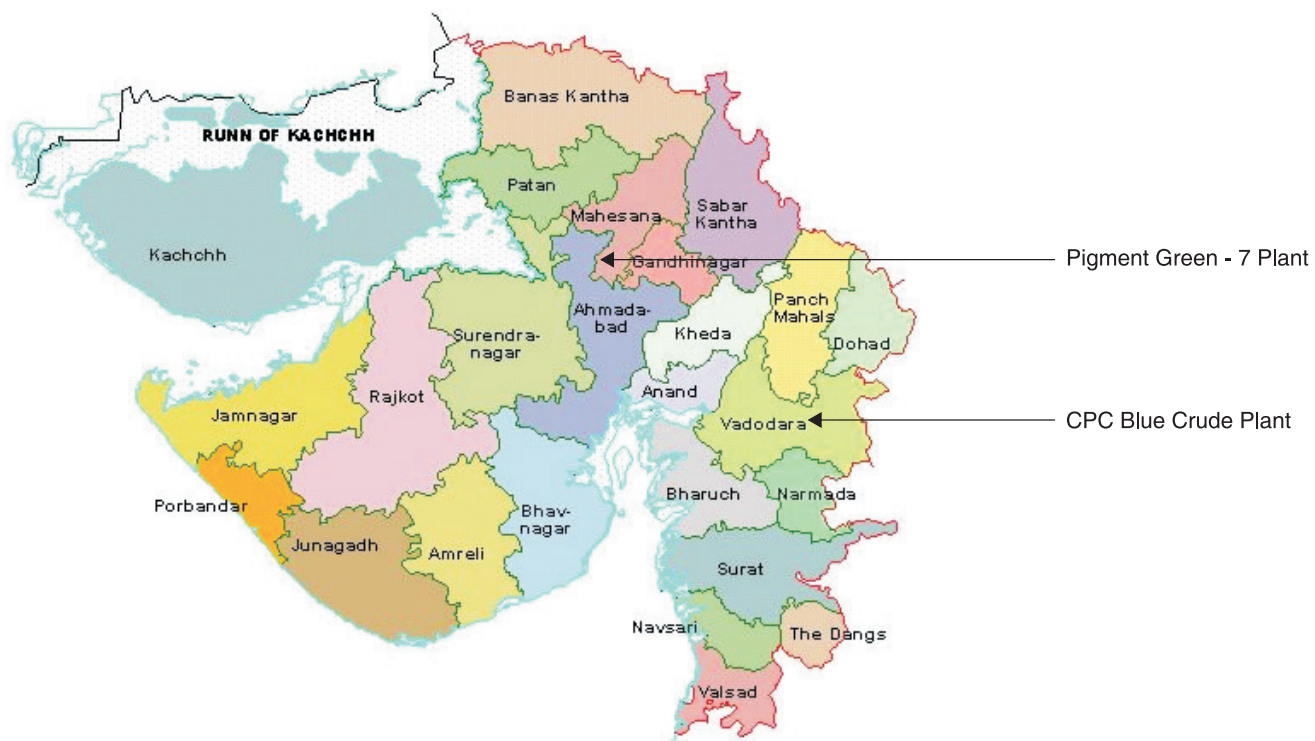 Banas Kantha
RUNN OF KACHCHH
Patan
Sabar
Kantha
Mahesana
Kachchh
Gandhinagar
Pigment Green - 7 Plant
Ahmada-
bad
Panch
Mahals
Kheda
Dohad
Surendra-
nagar
Anand
Rajkot
Jamnagar
Vadodara
CPC Blue Crude Plant
Bharuch
Narmada
Porbandar
Bhav-
nagar
Junagadh
Amreli
Surat
Navsari
The Dangs
Valsad